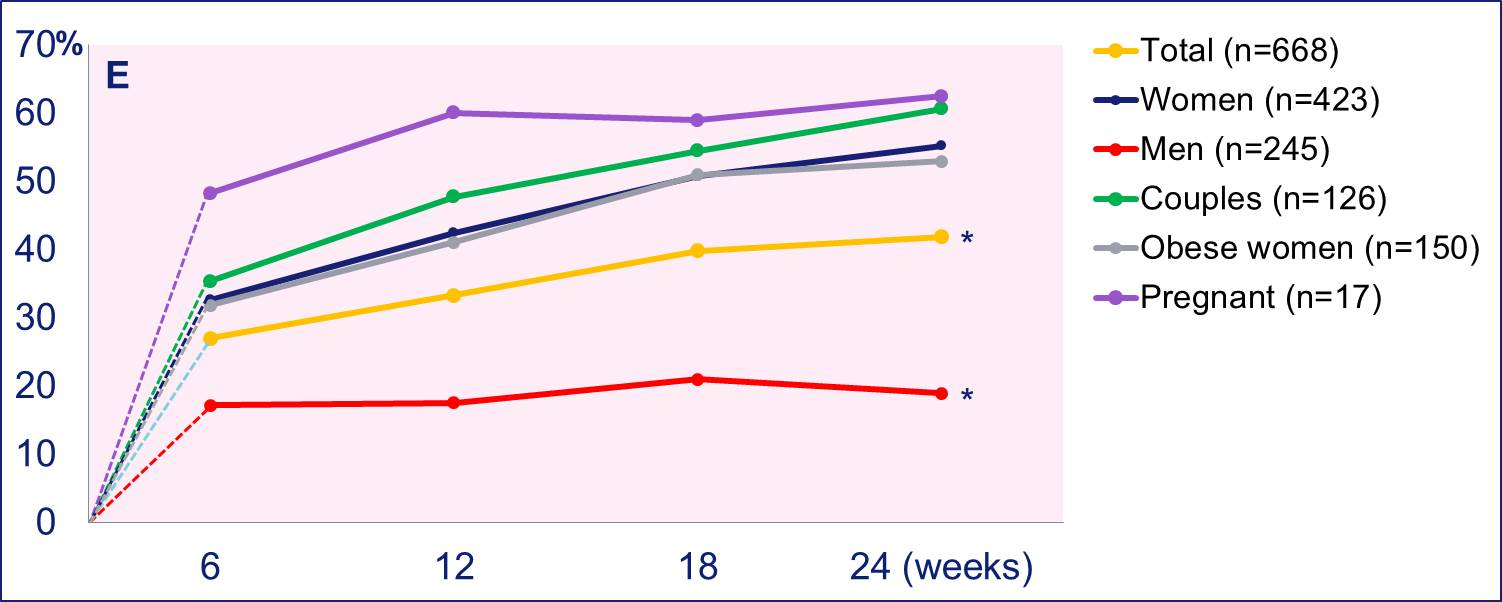 70%
E
60
50
40
30
20
10
0
6 12 18 24 (weeks)
*
*
Total (n=668)
Women (n=423)
Men (n=245)
Couples (n=126)
Obese women (n=150)
Pregnant (n=17)